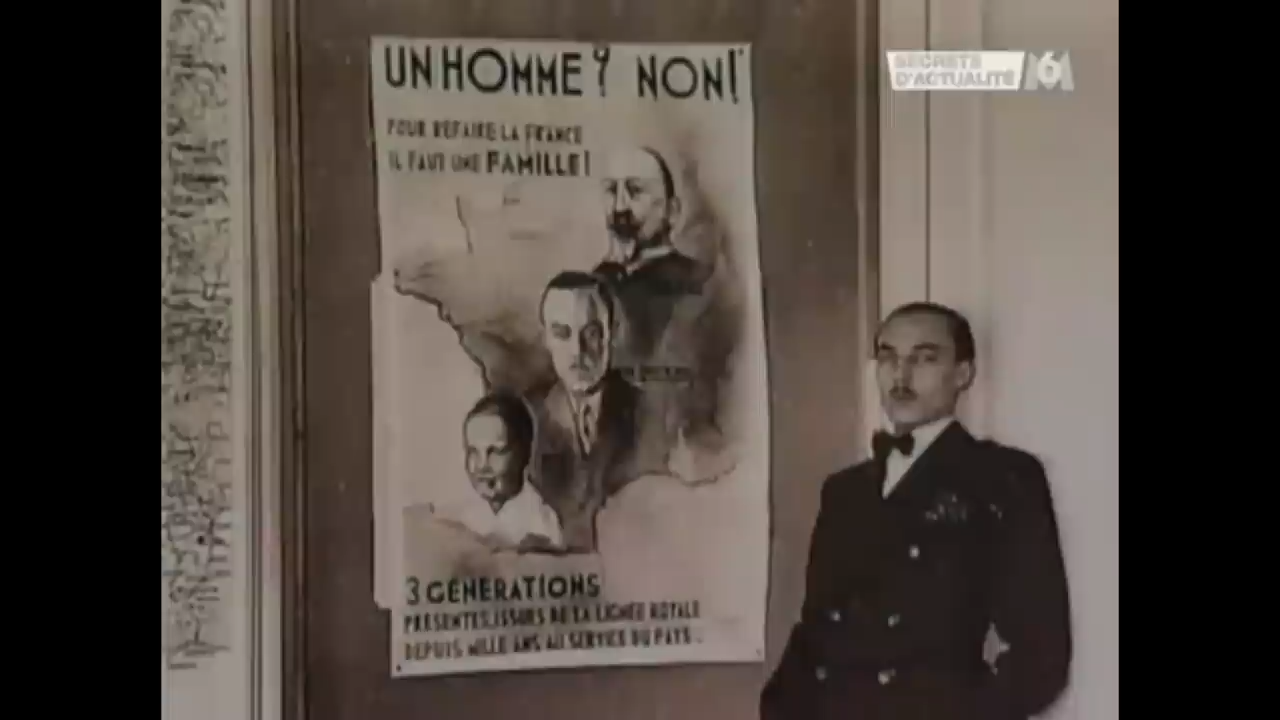 UN HOMME? NON!
POUR REFAIRE LA FRANCE
IL FAUT UNE FAMILLE!
3 GÉNÉRATIONS
PRÉSENTES, ISSUES DE LA LIGNÉE ROYALE
DEPUIS MILLE ANS AU SERVICE DU PAYS..
SECRETS
D'ACTUALITÉ
M6